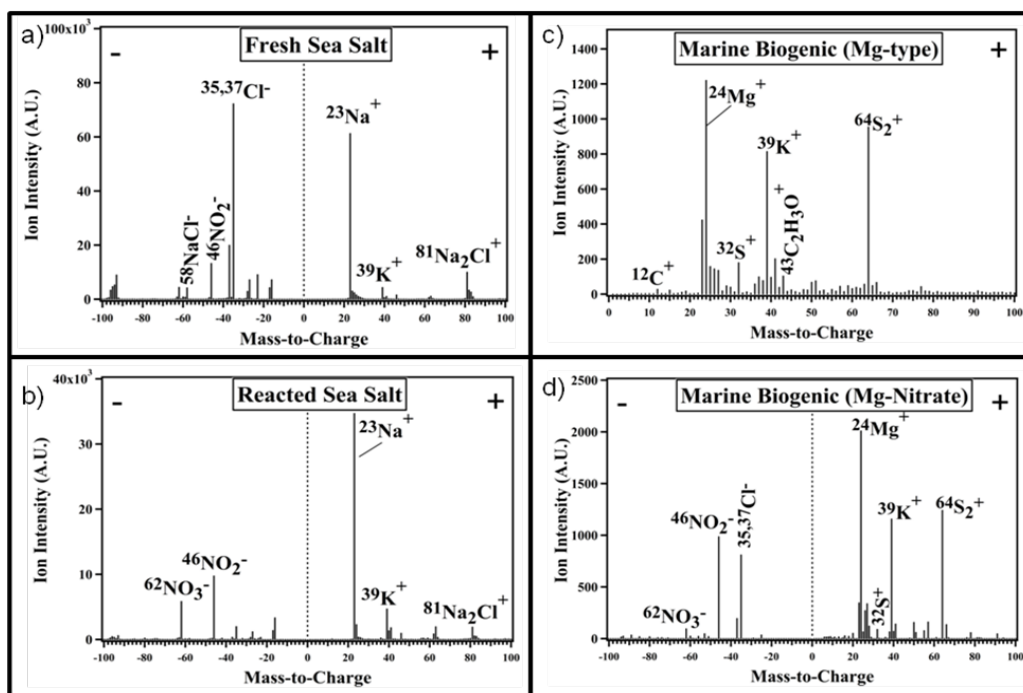 a)
-
Fresh Sea Salt
+
Ion Intensity (A.U.)
100x10³
80
60
40
20
0
³⁵,³⁷Cl⁻
²³Na⁺
⁵⁸NaCl⁻
⁴⁶NO₂⁻
³⁹K⁺
⁸¹Na₂Cl⁺
-100 -80 -60 -40 -20 0 20 40 60 80 100
Mass-to-Charge
c)
Marine Biogenic (Mg-type)
+
Ion Intensity (A.U.)
1400
1200
1000
800
600
400
200
0
²⁴Mg⁺
⁶⁴S₂⁺
³⁹K⁺
³²S⁺
⁴³C₂H₃O⁺
¹²C⁺
0 10 20 30 40 50 60 70 80 90 100
Mass-to-Charge
b)
-
Reacted Sea Salt
+
Ion Intensity (A.U.)
40x10³
30
20
10
0
²³Na⁺
⁴⁶NO₂⁻
⁶²NO₃⁻
³⁹K⁺
⁸¹Na₂Cl⁺
-100 -80 -60 -40 -20 0 20 40 60 80 100
Mass-to-Charge
d)
-
Marine Biogenic (Mg-Nitrate)
+
Ion Intensity (A.U.)
2500
2000
1500
1000
500
0
²⁴Mg⁺
⁴⁶NO₂⁻
³⁵,³⁷Cl⁻
³⁹K⁺
⁶⁴S₂⁺
⁶²NO₃⁻
³²S⁺
-100 -80 -60 -40 -20 0 20 40 60 80 100
Mass-to-Charge